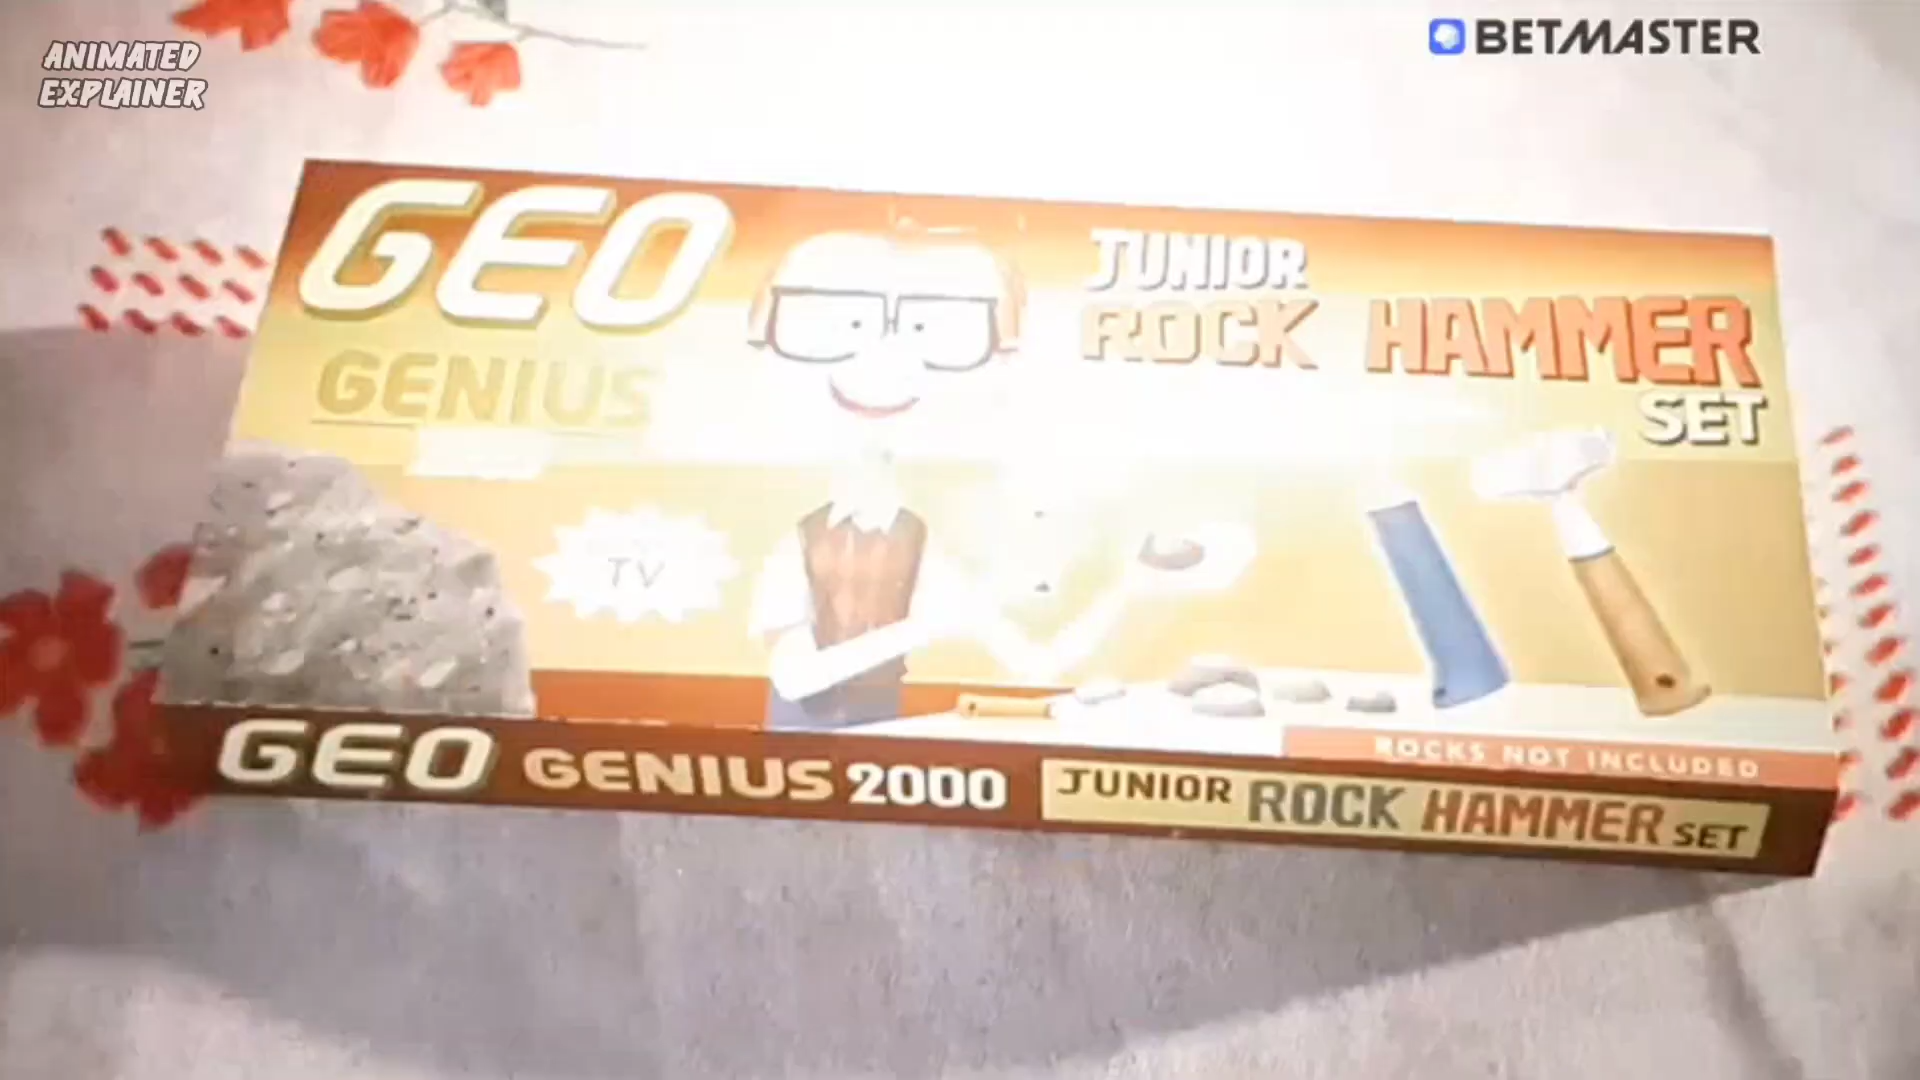 ANIMATED
EXPLAINER
BETMASTER
GEO
GENIUS
JUNIOR
ROCK HAMMER
SET
TV
ROCKS NOT INCLUDED
GEO GENIUS 2000
JUNIOR ROCK HAMMER SET